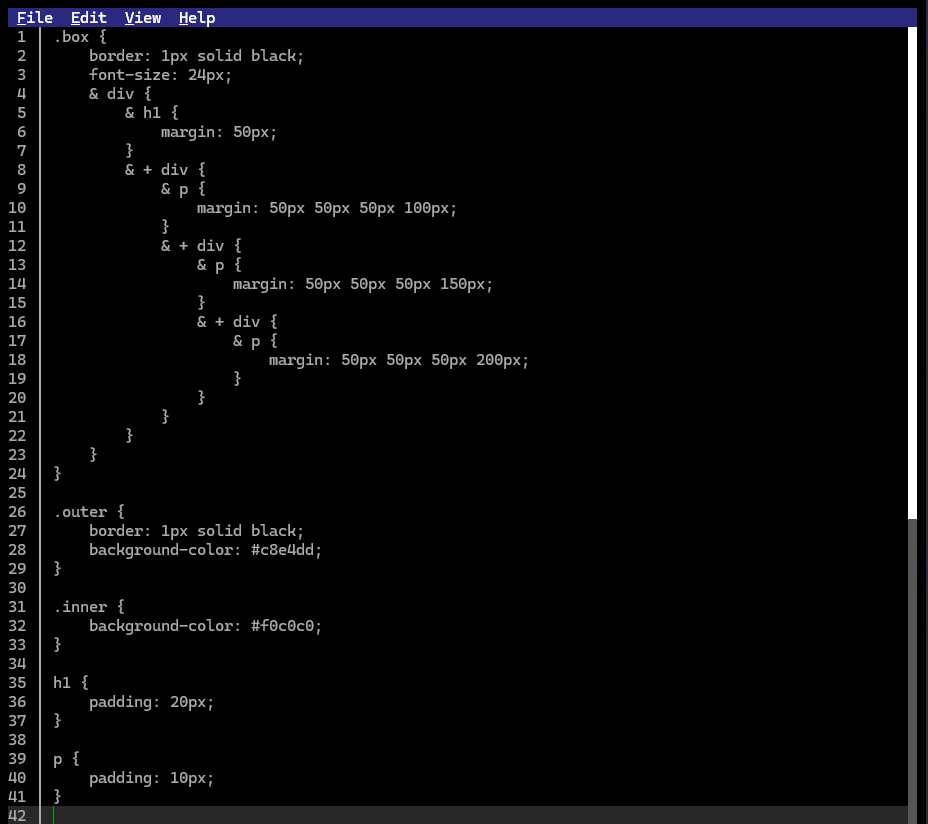 File Edit View Help
1 .box {
2     border: 1px solid black;
3     font-size: 24px;
4     & div {
5         & h1 {
6             margin: 50px;
7         }
8         & + div {
9             & p {
10                 margin: 50px 50px 50px 100px;
11             }
12             & + div {
13                 & p {
14                     margin: 50px 50px 50px 150px;
15                 }
16                 & + div {
17                     & p {
18                         margin: 50px 50px 50px 200px;
19                     }
20                 }
21             }
22         }
23     }
24 }
25
26 .outer {
27     border: 1px solid black;
28     background-color: #c8e4dd;
29 }
30
31 .inner {
32     background-color: #f0c0c0;
33 }
34
35 h1 {
36     padding: 20px;
37 }
38
39 p {
40     padding: 10px;
41 }
42